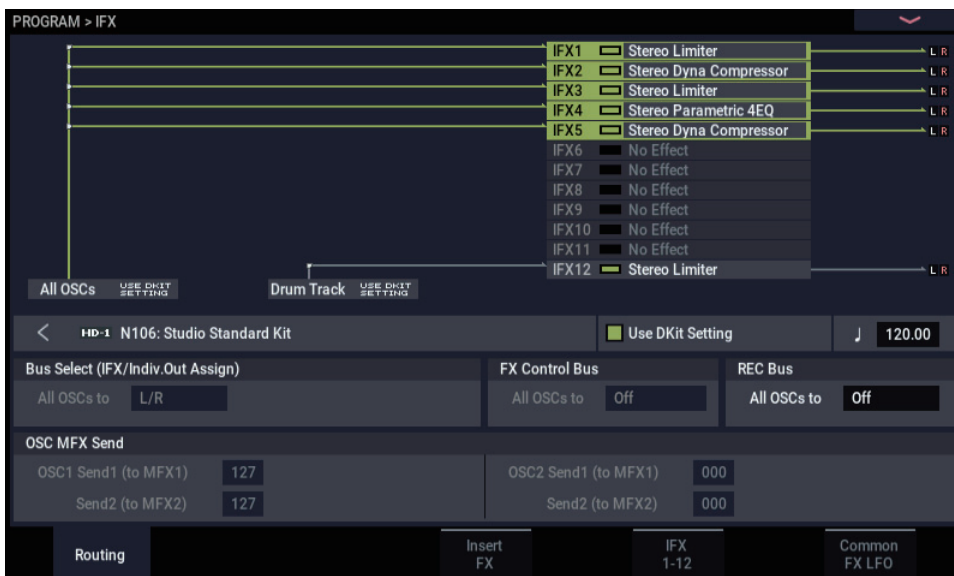 PROGRAM > IFX
IFX1 Stereo Limiter L R
IFX2 Stereo Dyna Compressor L R
IFX3 Stereo Limiter L R
IFX4 Stereo Parametric 4EQ L R
IFX5 Stereo Dyna Compressor L R
IFX6 No Effect
IFX7 No Effect
IFX8 No Effect
IFX9 No Effect
IFX10 No Effect
IFX11 No Effect
IFX12 Stereo Limiter L R
All OSCs USE DKIT SETTING Drum Track USE DKIT SETTING
< HD-1 N106: Studio Standard Kit Use DKit Setting ♩ 120.00
Bus Select (IFX/Indiv.Out Assign) FX Control Bus REC Bus
All OSCs to L/R All OSCs to Off All OSCs to Off
OSC MFX Send
OSC1 Send1 (to MFX1) 127 OSC2 Send1 (to MFX1) 000
Send2 (to MFX2) 127 Send2 (to MFX2) 000
Routing Insert FX IFX 1-12 Common FX LFO